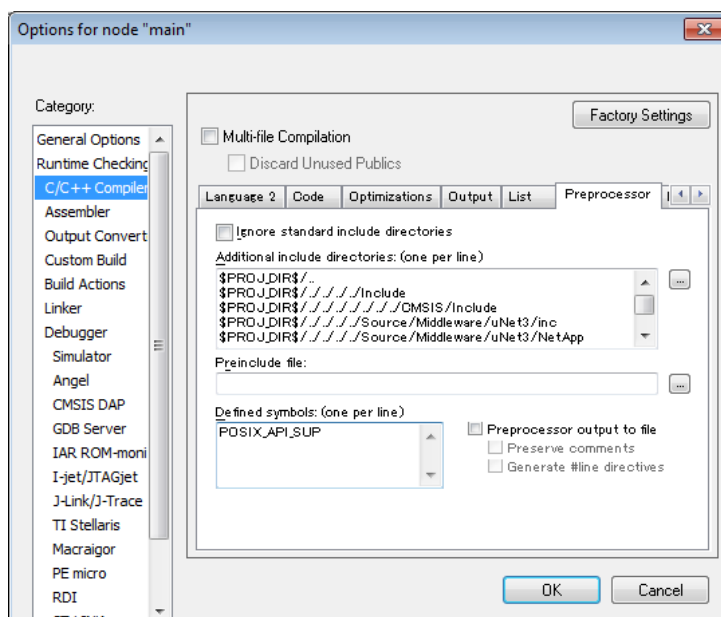 Options for node "main"
Category:
General Options
Runtime Checking
C/C++ Compiler
Assembler
Output Convert
Custom Build
Build Actions
Linker
Debugger
Simulator
Angel
CMSIS DAP
GDB Server
IAR ROM-moni
I-jet/JTAGjet
J-Link/J-Trace
TI Stellaris
Macraigor
PE micro
RDI
Factory Settings
Multi-file Compilation
Discard Unused Publics
Language 2 Code Optimizations Output List Preprocessor
Ignore standard include directories
Additional include directories: (one per line)
$PROJ_DIR$/..
$PROJ_DIR$/../../../../Include
$PROJ_DIR$/../../../../../../../CMSIS/Include
$PROJ_DIR$/../../../../Source/Middleware/uNet3/inc
$PROJ_DIR$/../../../../Source/Middleware/uNet3/NetApp
...
Preinclude file:
...
Defined symbols: (one per line)
POSIX_API_SUP
Preprocessor output to file
Preserve comments
Generate #line directives
OK
Cancel